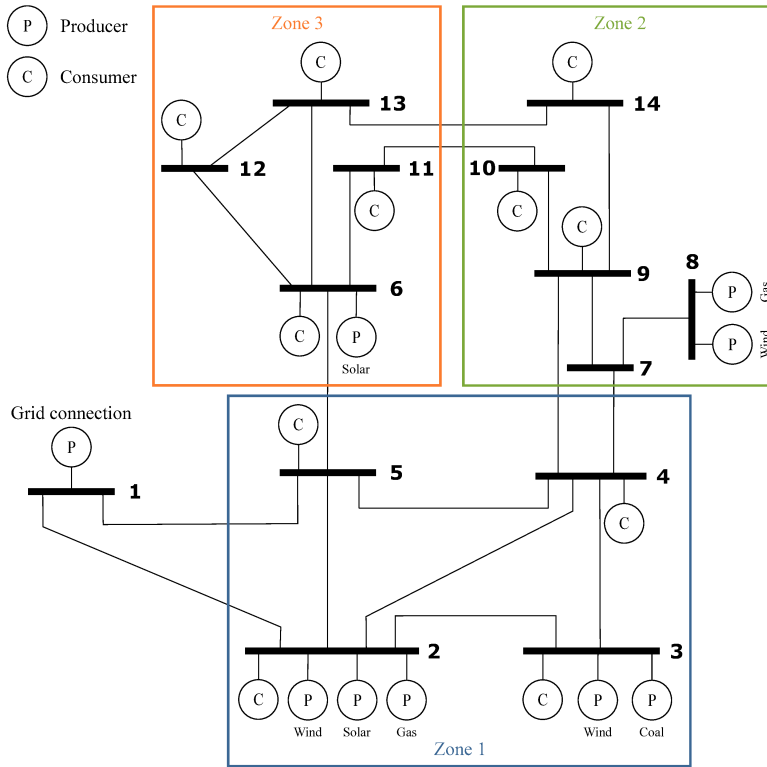 P Producer
C Consumer
Zone 3
Zone 2
C
C
13
14
C
12
11
10
C
C
C
9
8
P
Gas
P
Wind
6
C
P
Solar
7
Grid connection
P
1
C
5
4
C
2
3
C
P
P
P
C
P
P
Wind
Solar
Gas
Wind
Coal
Zone 1